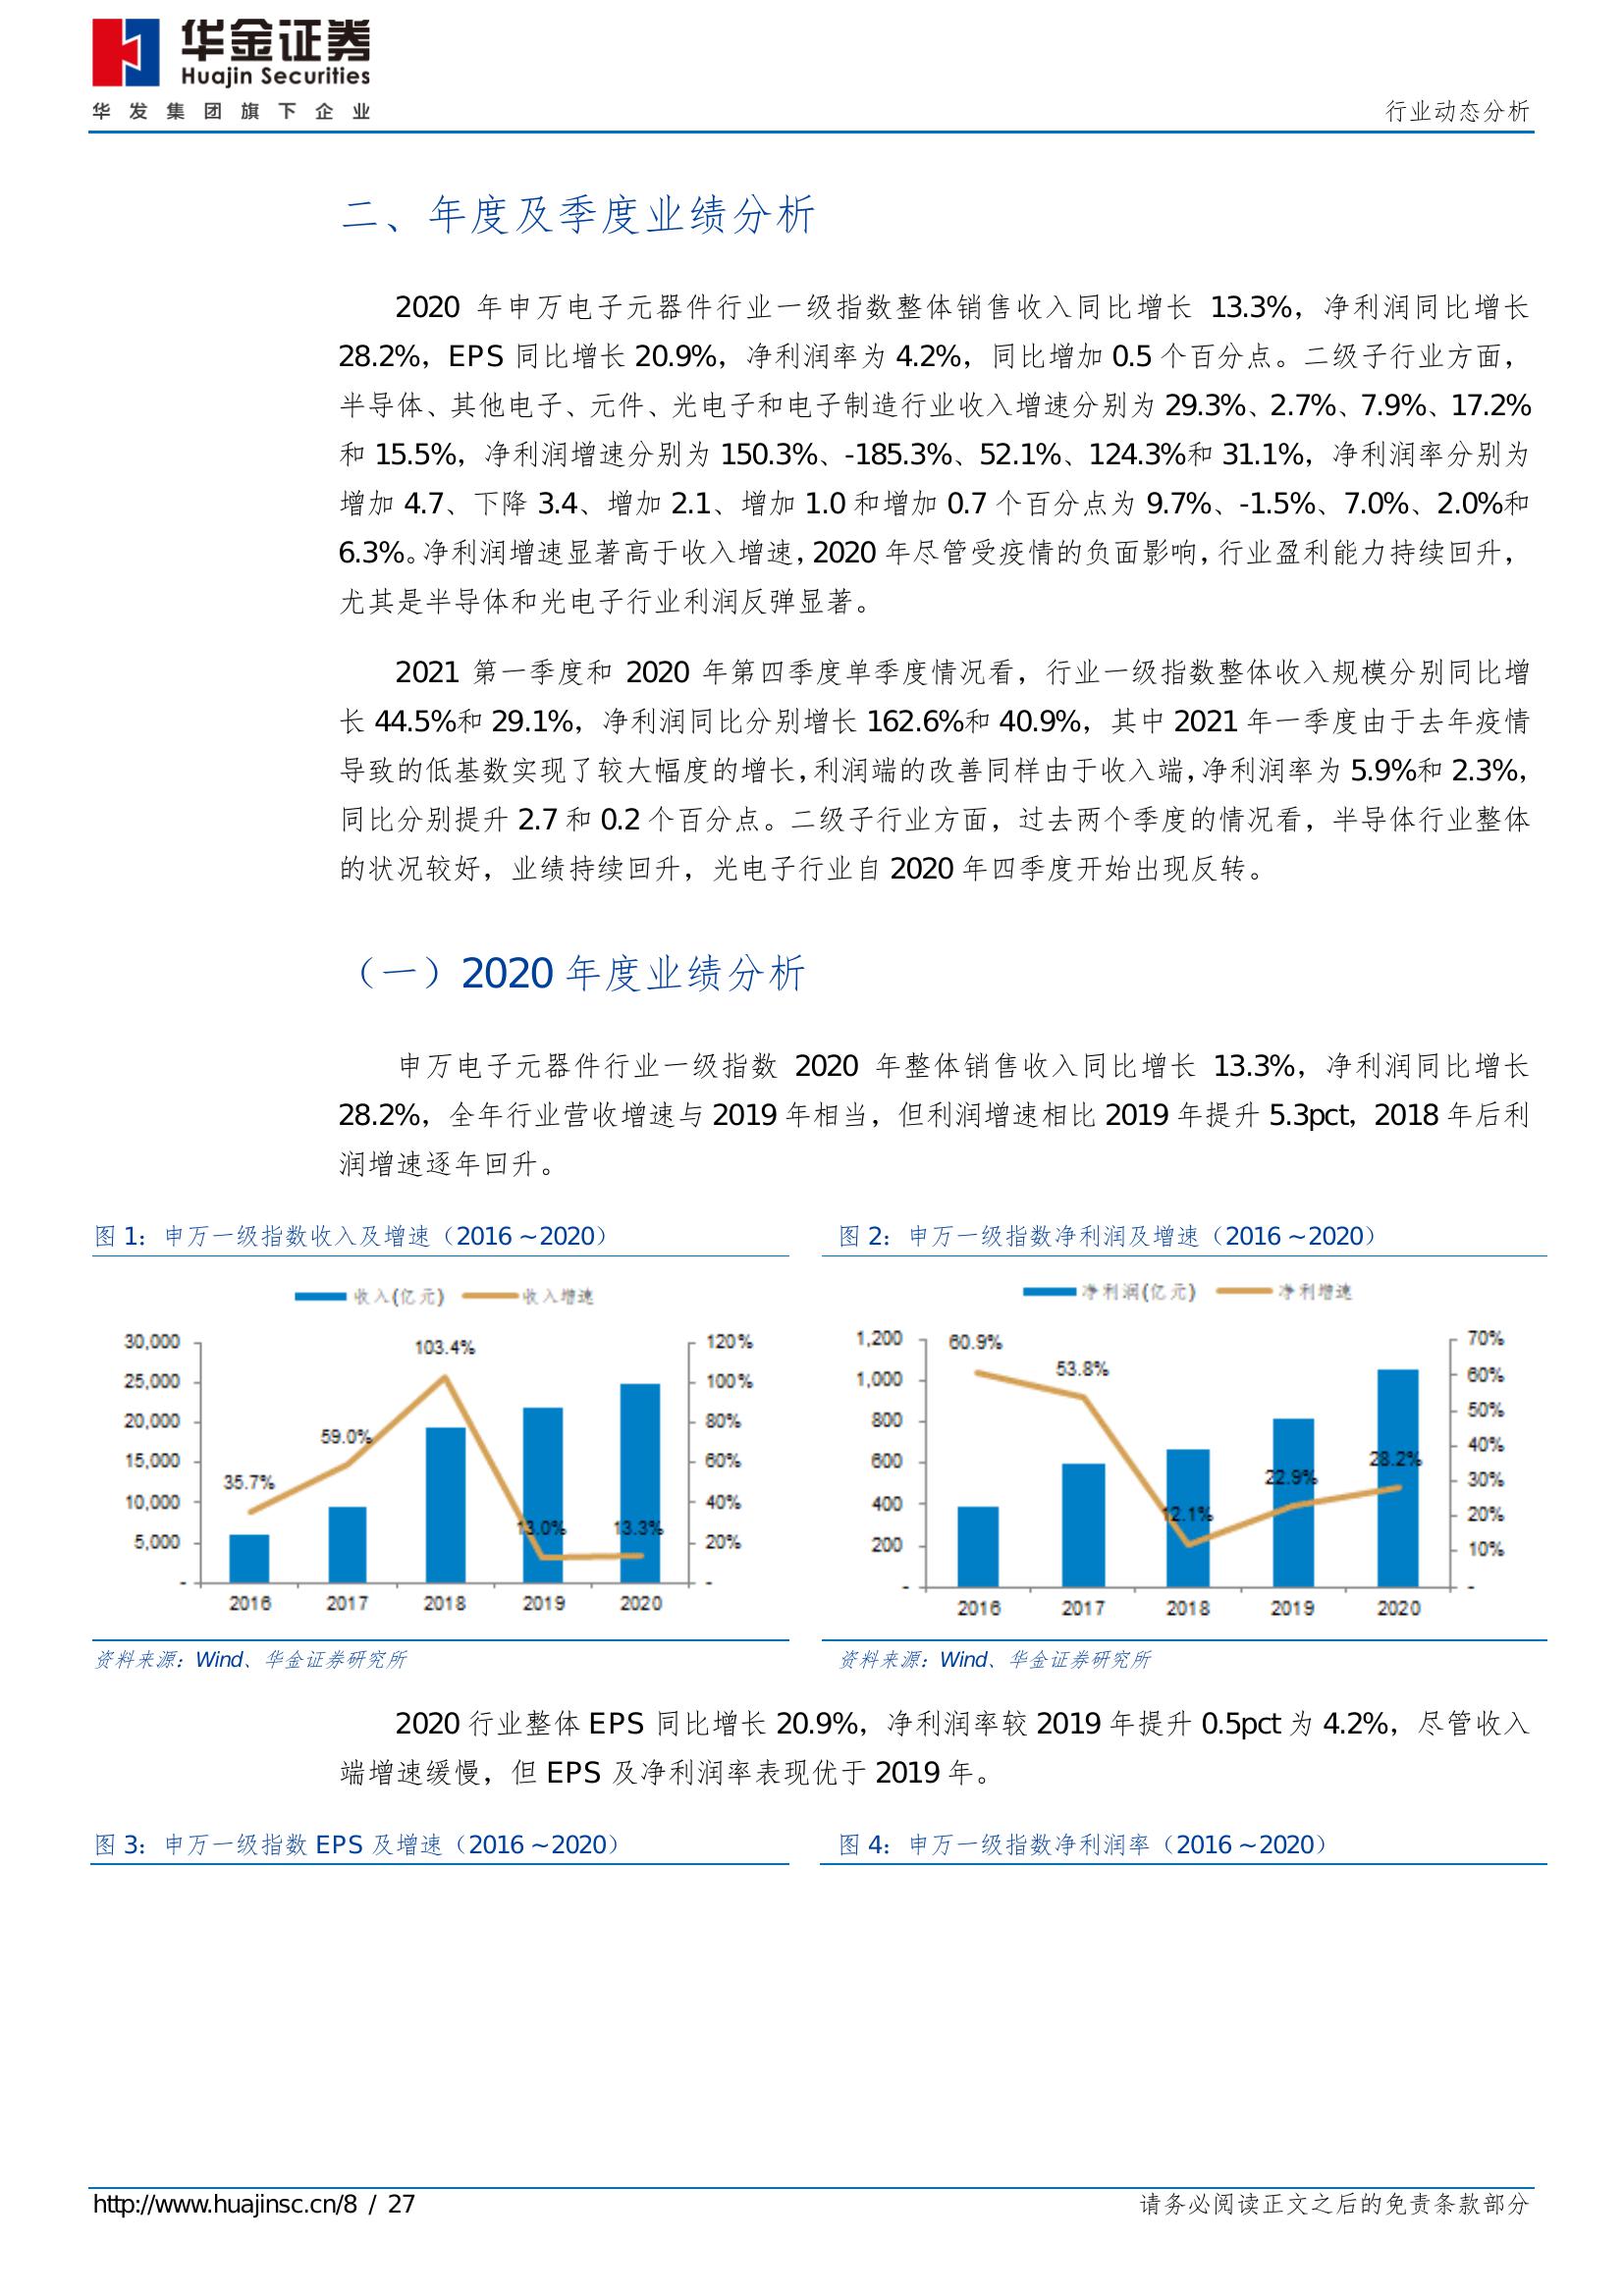 华金证券
Huajin Securities
华发集团旗下企业
行业动态分析
二、年度及季度业绩分析
2020 年申万电子元器件行业一级指数整体销售收入同比增长 13.3%，净利润同比增长
28.2%，EPS 同比增长 20.9%，净利润率为 4.2%，同比增加 0.5 个百分点。二级子行业方面，
半导体、其他电子、元件、光电子和电子制造行业收入增速分别为 29.3%、2.7%、7.9%、17.2%
和 15.5%，净利润增速分别为 150.3%、-185.3%、52.1%、124.3%和 31.1%，净利润率分别为
增加 4.7、下降 3.4、增加 2.1、增加 1.0 和增加 0.7 个百分点为 9.7%、-1.5%、7.0%、2.0%和
6.3%。净利润增速显著高于收入增速，2020 年尽管受疫情的负面影响，行业盈利能力持续回升，
尤其是半导体和光电子行业利润反弹显著。
2021 第一季度和 2020 年第四季度单季度情况看，行业一级指数整体收入规模分别同比增
长 44.5%和 29.1%，净利润同比分别增长 162.6%和 40.9%，其中 2021 年一季度由于去年疫情
导致的低基数实现了较大幅度的增长，利润端的改善同样由于收入端，净利润率为 5.9%和 2.3%，
同比分别提升 2.7 和 0.2 个百分点。二级子行业方面，过去两个季度的情况看，半导体行业整体
的状况较好，业绩持续回升，光电子行业自 2020 年四季度开始出现反转。
（一）2020 年度业绩分析
申万电子元器件行业一级指数 2020 年整体销售收入同比增长 13.3%，净利润同比增长
28.2%，全年行业营收增速与 2019 年相当，但利润增速相比 2019 年提升 5.3pct，2018 年后利
润增速逐年回升。
图 1：申万一级指数收入及增速（2016～2020）
收入(亿元) 收入增速
30,000
25,000
20,000
15,000
10,000
5,000
-
120%
100%
80%
60%
40%
20%
-
35.7%
59.0%
103.4%
13.0%
13.3%
2016 2017 2018 2019 2020
资料来源：Wind、华金证券研究所
图 2：申万一级指数净利润及增速（2016～2020）
净利润(亿元) 净利增速
1,200
1,000
800
600
400
200
-
70%
60%
50%
40%
30%
20%
10%
-
60.9%
53.8%
12.1%
22.9%
28.2%
2016 2017 2018 2019 2020
资料来源：Wind、华金证券研究所
2020 行业整体 EPS 同比增长 20.9%，净利润率较 2019 年提升 0.5pct 为 4.2%，尽管收入
端增速缓慢，但 EPS 及净利润率表现优于 2019 年。
图 3：申万一级指数 EPS 及增速（2016～2020）
图 4：申万一级指数净利润率（2016～2020）
http://www.huajinsc.cn/8 / 27
请务必阅读正文之后的免责条款部分